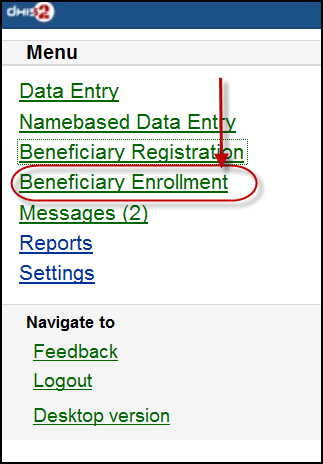 dhis2
Menu
Data Entry
Namebased Data Entry
Beneficiary Registration
Beneficiary Enrollment
Messages (2)
Reports
Settings
Navigate to
Feedback
Logout
Desktop version